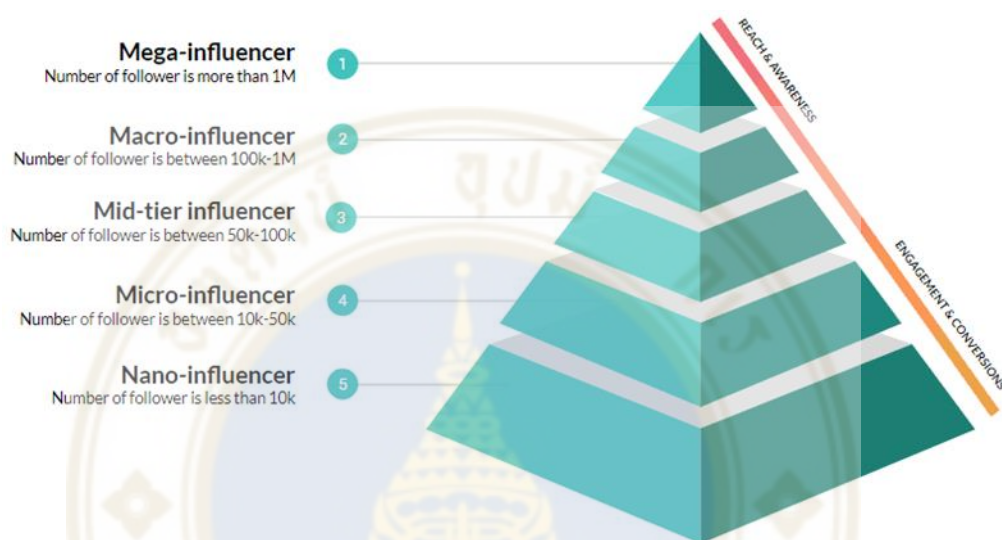 Mega-influencer
Number of follower is more than 1M
1
Macro-influencer
Number of follower is between 100k-1M
2
Mid-tier influencer
Number of follower is between 50k-100k
3
Micro-influencer
Number of follower is between 10k-50k
4
Nano-influencer
Number of follower is less than 10k
5
REACH & AWARENESS
ENGAGEMENT & CONVERSIONS